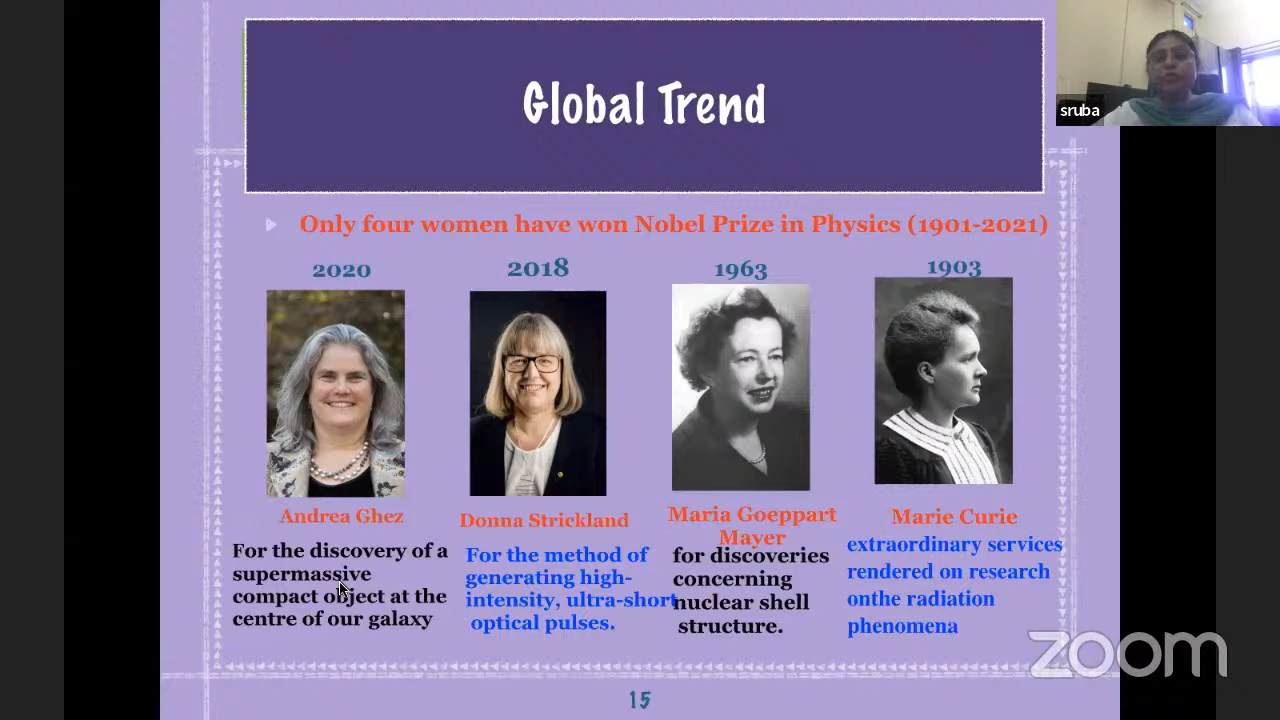 Global Trend
sruba
Only four women have won Nobel Prize in Physics (1901-2021)
2020
2018
1963
1903
Andrea Ghez
Donna Strickland
Maria Goeppart
Mayer
Marie Curie
For the discovery of a
supermassive
compact object at the
centre of our galaxy
For the method of
generating high-
intensity, ultra-short
optical pulses.
for discoveries
concerning
nuclear shell
structure.
extraordinary services
rendered on research
onthe radiation
phenomena
zoom
15